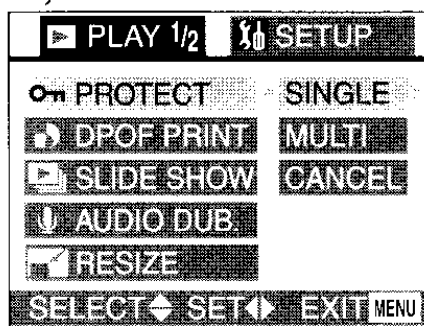 PLAY 1/2 SETUP
PROTECT SINGLE
DPOF PRINT MULTI
SLIDE SHOW CANCEL
AUDIO DUB.
RESIZE
SELECT SET EXIT MENU